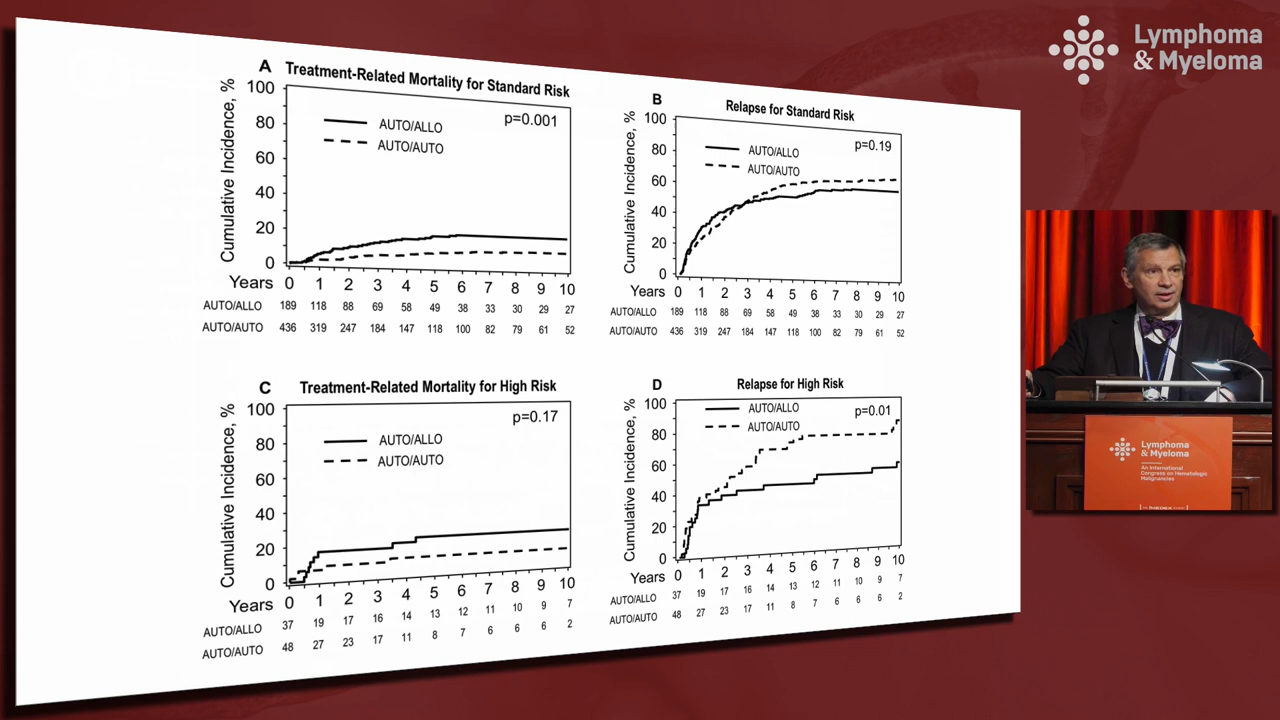 Lymphoma
& Myeloma
A Treatment-Related Mortality for Standard Risk
Cumulative Incidence, %
100
80
60
40
20
0
AUTO/ALLO
AUTO/AUTO
p=0.001
Years 0 1 2 3 4 5 6 7 8 9 10
AUTO/ALLO 189 118 88 69 58 49 38 33 30 29 27
AUTO/AUTO 436 319 247 184 147 118 100 82 79 61 52
B Relapse for Standard Risk
Cumulative Incidence, %
100
80
60
40
20
0
AUTO/ALLO
AUTO/AUTO
p=0.19
Years 0 1 2 3 4 5 6 7 8 9 10
AUTO/ALLO 189 118 88 69 58 49 38 33 30 29 27
AUTO/AUTO 436 319 247 184 147 118 100 82 79 61 52
C Treatment-Related Mortality for High Risk
Cumulative Incidence, %
100
80
60
40
20
0
AUTO/ALLO
AUTO/AUTO
p=0.17
Years 0 1 2 3 4 5 6 7 8 9 10
AUTO/ALLO 37 19 17 16 14 13 12 11 10 9 7
AUTO/AUTO 48 27 23 17 11 8 7 6 6 6 2
D Relapse for High Risk
Cumulative Incidence, %
100
80
60
40
20
0
AUTO/ALLO
AUTO/AUTO
p=0.01
Years 0 1 2 3 4 5 6 7 8 9 10
AUTO/ALLO 37 19 17 16 14 13 12 11 10 9 7
AUTO/AUTO 48 27 23 17 11 8 7 6 6 6 2
Lymphoma
& Myeloma
An International
Congress on Hematologic
Malignancies